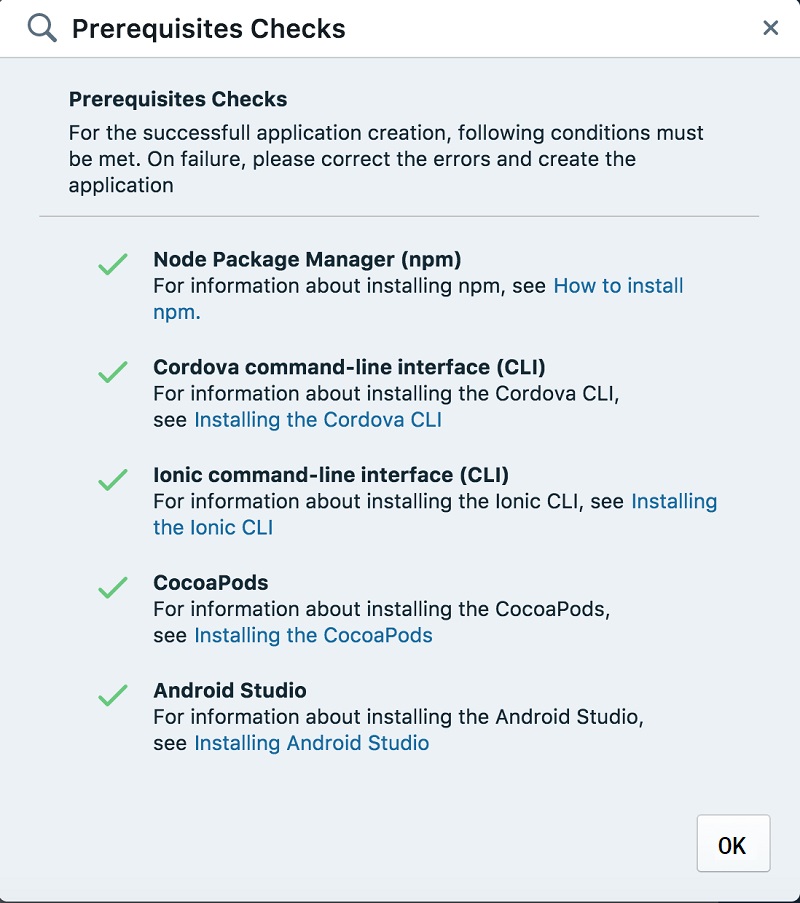 Prerequisites Checks
Prerequisites Checks
For the successfull application creation, following conditions must
be met. On failure, please correct the errors and create the
application
Node Package Manager (npm)
For information about installing npm, see How to install
npm.
Cordova command-line interface (CLI)
For information about installing the Cordova CLI,
see Installing the Cordova CLI
Ionic command-line interface (CLI)
For information about installing the Ionic CLI, see Installing
the Ionic CLI
CocoaPods
For information about installing the CocoaPods,
see Installing the CocoaPods
Android Studio
For information about installing the Android Studio,
see Installing Android Studio
OK